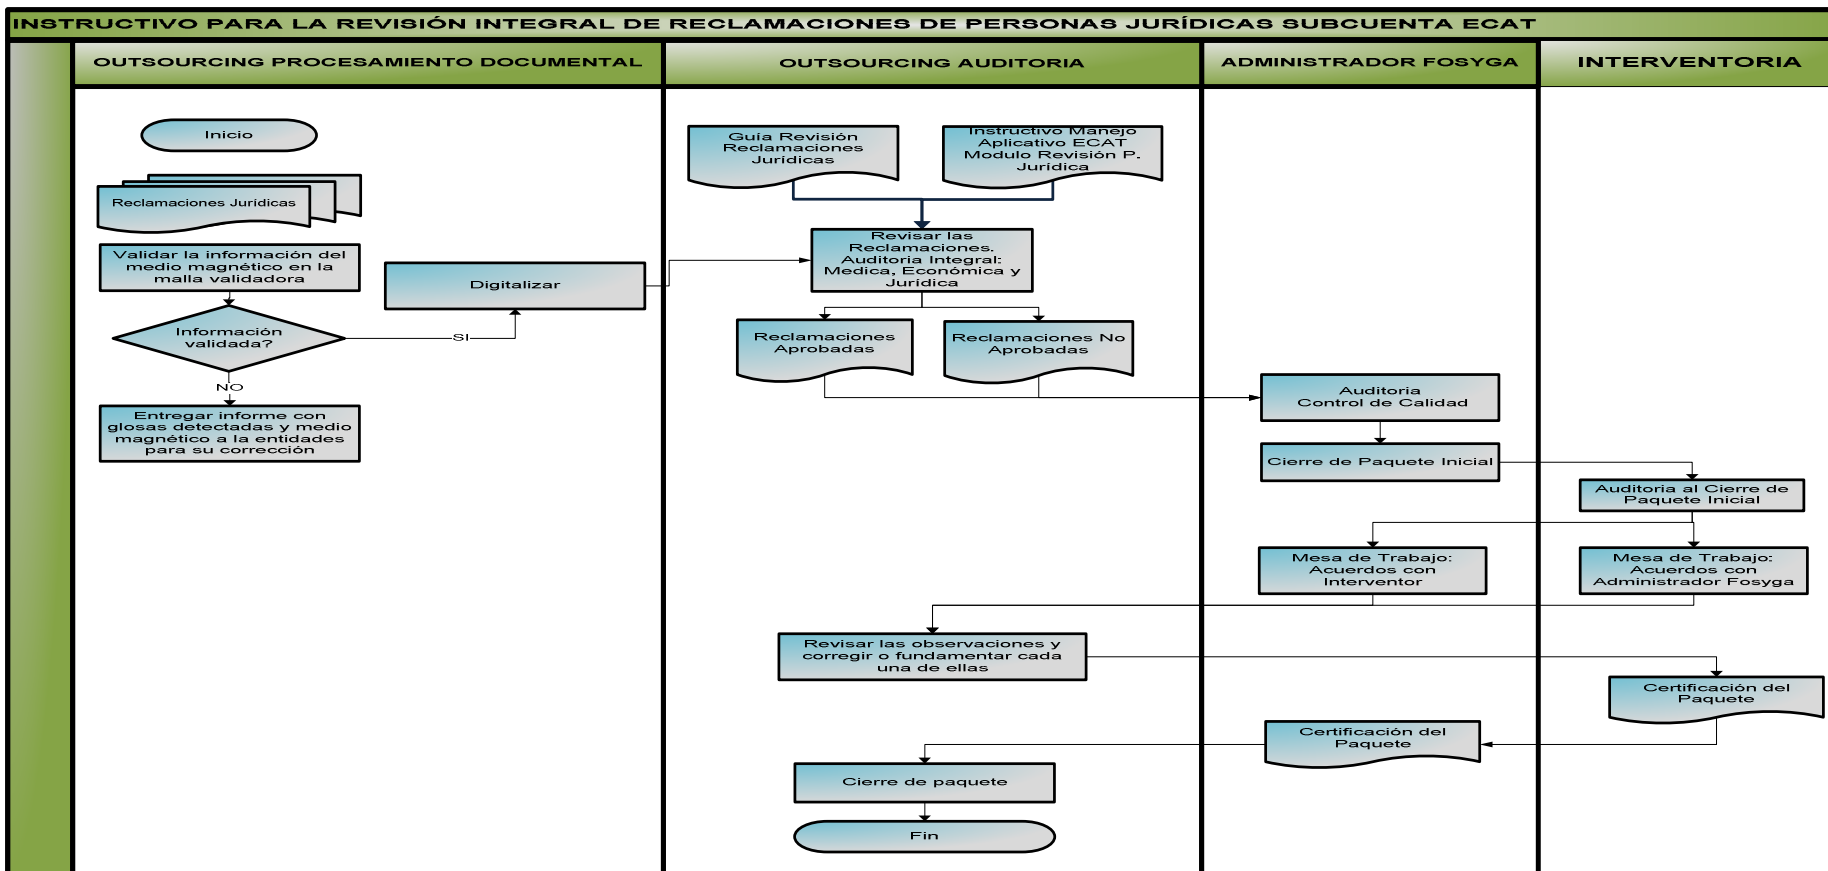 INSTRUCTIVO PARA LA REVISIÓN INTEGRAL DE RECLAMACIONES DE PERSONAS JURÍDICAS SUBCUENTA ECAT
OUTSOURCING PROCESAMIENTO DOCUMENTAL
OUTSOURCING AUDITORIA
ADMINISTRADOR FOSYGA
INTERVENTORIA
Inicio
Reclamaciones Jurídicas
Validar la información del
medio magnético en la
malla validadora
Información
validada?
SI
NO
Digitalizar
Entregar informe con
glosas detectadas y medio
magnético a la entidades
para su corrección
Guía Revisión
Reclamaciones
Jurídicas
Instructivo Manejo
Aplicativo ECAT
Modulo Revisión P.
Jurídica
Revisar las
Reclamaciones.
Auditoria Integral:
Medica, Económica y
Jurídica
Reclamaciones
Aprobadas
Reclamaciones No
Aprobadas
Auditoria
Control de Calidad
Cierre de Paquete Inicial
Auditoria al Cierre de
Paquete Inicial
Mesa de Trabajo:
Acuerdos con
Interventor
Mesa de Trabajo:
Acuerdos con
Administrador Fosyga
Revisar las observaciones y
corregir o fundamentar cada
una de ellas
Certificación del
Paquete
Certificación del
Paquete
Cierre de paquete
Fin